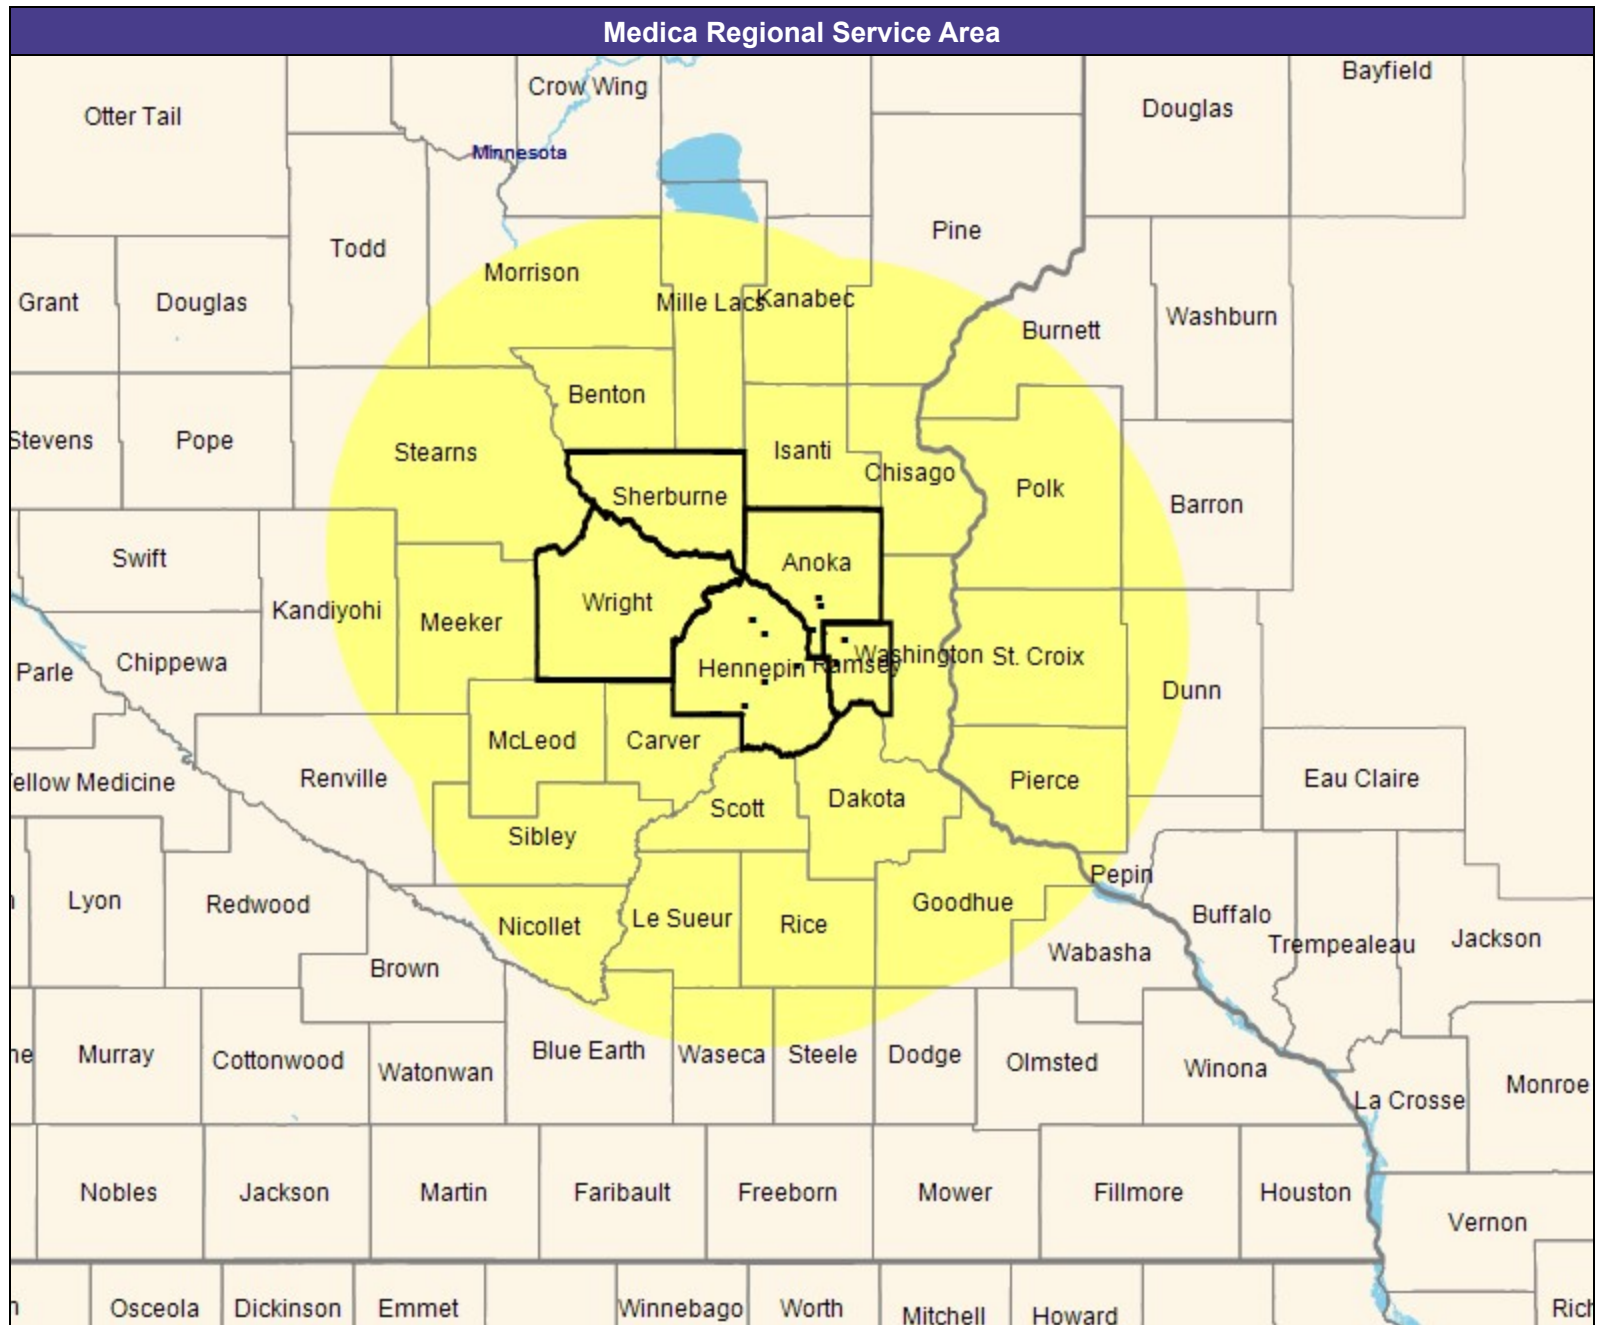 Medica Regional Service Area
Bayfield
Crow Wing
Douglas
Otter Tail
Minnesota
Pine
Todd
Morrison
Grant
Douglas
Mille Lacs
Kanabec
Washburn
Burnett
Benton
Stevens
Pope
Stearns
Isanti
Chisago
Polk
Sherburne
Barron
Swift
Anoka
Wright
Kandiyohi
Meeker
Parle
Chippewa
Hennepin
Ramsey
Washington
St. Croix
Dunn
McLeod
Carver
Renville
ellow Medicine
Pierce
Eau Claire
Dakota
Scott
Sibley
Pepin
Lyon
Redwood
Goodhue
Nicollet
Le Sueur
Rice
Buffalo
Trempealeau
Jackson
Wabasha
Brown
ne
Murray
Cottonwood
Watonwan
Blue Earth
Waseca
Steele
Dodge
Olmsted
Winona
La Crosse
Monroe
Nobles
Jackson
Martin
Faribault
Freeborn
Mower
Fillmore
Houston
Vernon
n
Osceola
Dickinson
Emmet
Winnebago
Worth
Mitchell
Howard
Rich